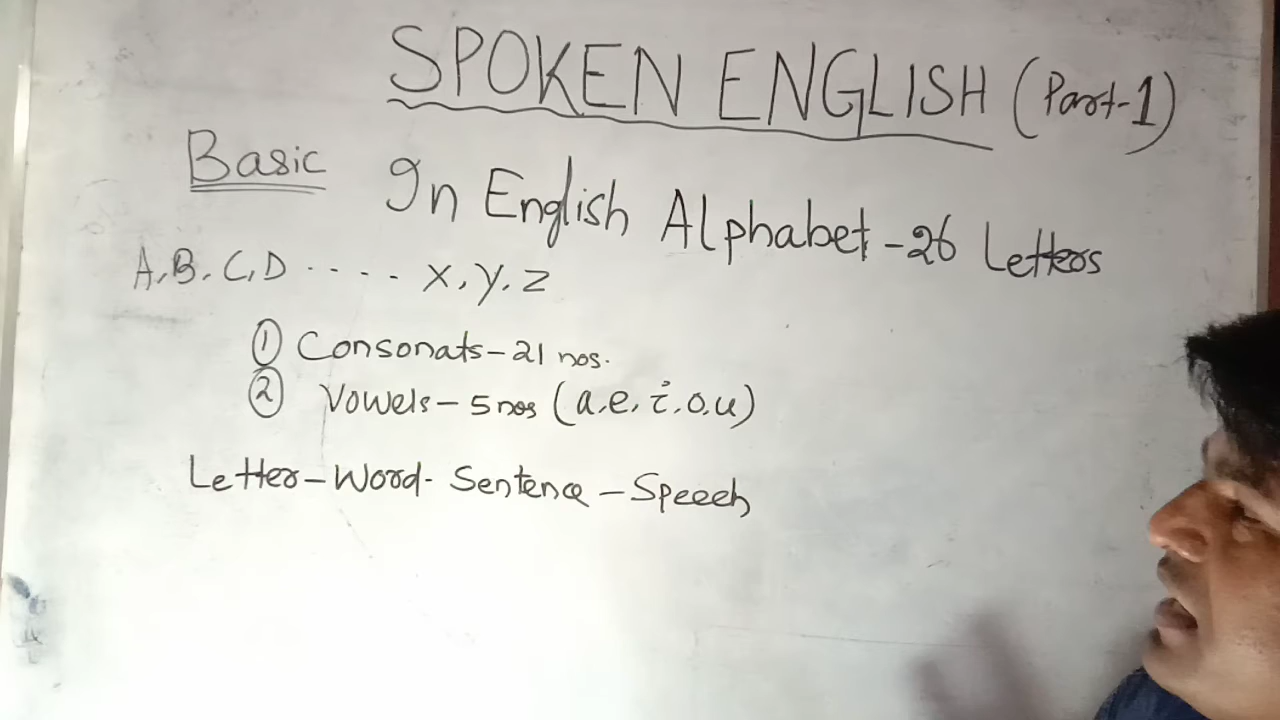 SPOKEN ENGLISH (Part-1)
Basic
In English Alphabet - 26 Letters
A, B, C, D ..... X, Y, Z
① Consonats - 21 nos.
② Vowels - 5 nos (a, e, i, o, u)
Letter - Word - Sentence - Speech